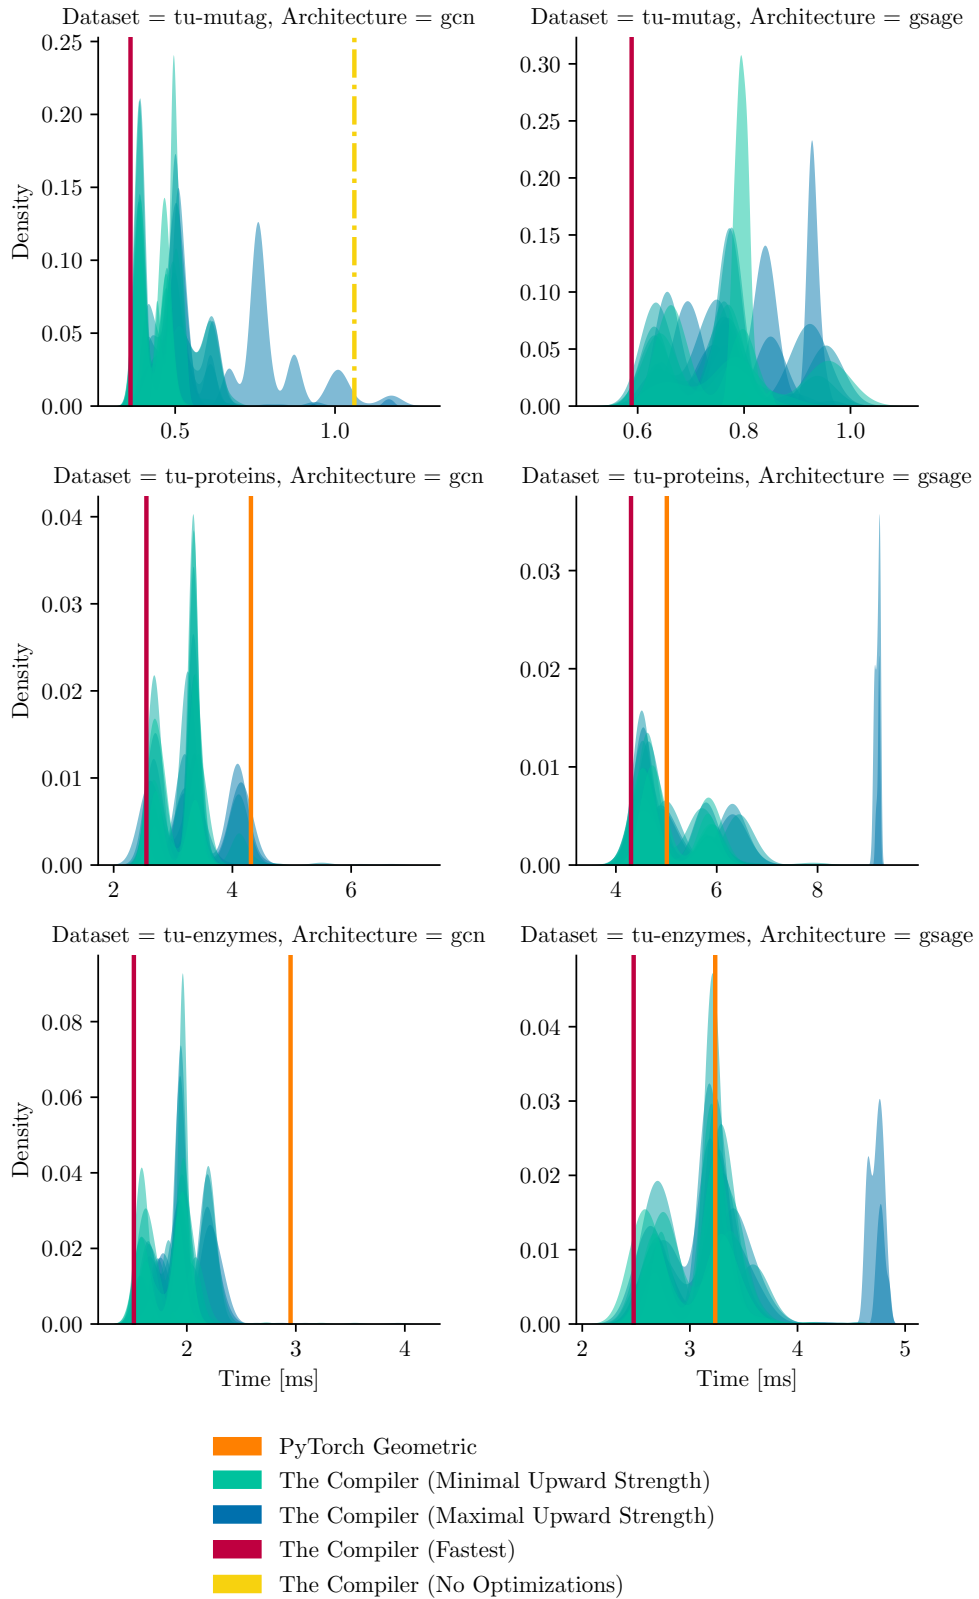 Dataset = tu-mutag, Architecture = gcn
Dataset = tu-mutag, Architecture = gsage
0.25
0.20
0.15
0.10
0.05
0.00
Density
0.5 1.0
0.30
0.25
0.20
0.15
0.10
0.05
0.00
0.6 0.8 1.0
Dataset = tu-proteins, Architecture = gcn
Dataset = tu-proteins, Architecture = gsage
0.04
0.03
0.02
0.01
0.00
Density
2 4 6
0.03
0.02
0.01
0.00
4 6 8
Dataset = tu-enzymes, Architecture = gcn
Dataset = tu-enzymes, Architecture = gsage
0.08
0.06
0.04
0.02
0.00
Density
2 3 4
Time [ms]
0.04
0.03
0.02
0.01
0.00
2 3 4 5
Time [ms]
PyTorch Geometric
The Compiler (Minimal Upward Strength)
The Compiler (Maximal Upward Strength)
The Compiler (Fastest)
The Compiler (No Optimizations)